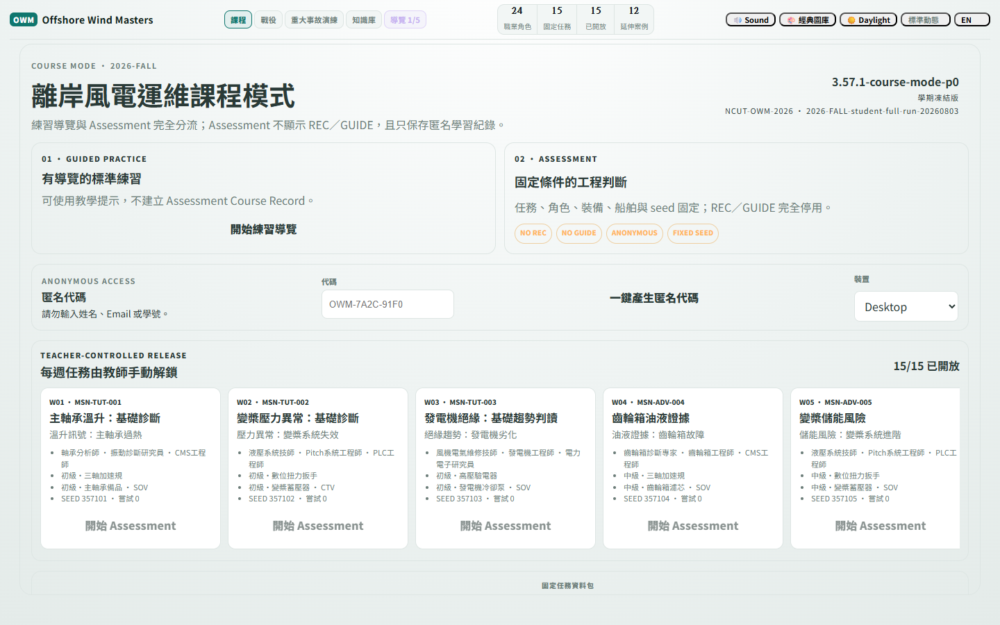 OWM Offshore Wind Masters
課程 戰役 重大事故演練 知識庫 導覽 1/5
24 職業角色
15 固定任務
15 已開放
12 延伸案例
Sound 經典圖庫 Daylight 標準動態 EN
COURSE MODE · 2026-FALL
離岸風電運維課程模式
練習導覽與 Assessment 完全分流；Assessment 不顯示 REC／GUIDE，且只保存匿名學習紀錄。
3.57.1-course-mode-p0
學期凍結版
NCUT-OWM-2026 · 2026-FALL-student-full-run-20260803
01 · GUIDED PRACTICE
有導覽的標準練習
可使用教學提示，不建立 Assessment Course Record。
開始練習導覽
02 · ASSESSMENT
固定條件的工程判斷
任務、角色、裝備、船舶與 seed 固定；REC／GUIDE 完全停用。
NO REC NO GUIDE ANONYMOUS FIXED SEED
ANONYMOUS ACCESS
匿名代碼
請勿輸入姓名、Email 或學號。
代碼
OWM-7A2C-91F0
一鍵產生匿名代碼
裝置
Desktop
TEACHER-CONTROLLED RELEASE
每週任務由教師手動解鎖
15/15 已開放
W01 · MSN-TUT-001
主軸承溫升：基礎診斷
溫升訊號：主軸承過熱
軸承分析師 · 振動診斷研究員 · CMS工程
師
初級 · 三軸加速規
初級 · 主軸承備品 · SOV
SEED 357101 · 嘗試 0
開始 Assessment
W02 · MSN-TUT-002
變槳壓力異常：基礎診斷
壓力異常：變槳系統失效
液壓系統技師 · Pitch系統工程師 · PLC工
程師
初級 · 數位扭力扳手
初級 · 變槳蓄壓器 · CTV
SEED 357102 · 嘗試 0
開始 Assessment
W03 · MSN-TUT-003
發電機絕緣：基礎趨勢判讀
絕緣趨勢：發電機劣化
風機電氣維修技師 · 發電機工程師 · 電力
電子研究員
初級 · 高壓驗電器
初級 · 發電機冷卻泵 · SOV
SEED 357103 · 嘗試 0
開始 Assessment
W04 · MSN-ADV-004
齒輪箱油液證據
油液證據：齒輪箱故障
齒輪箱診斷專家 · 齒輪箱工程師 · CMS工
程師
中級 · 三軸加速規
中級 · 齒輪箱濾芯 · SOV
SEED 357104 · 嘗試 0
開始 Assessment
W05 · MSN-ADV-005
變槳儲能風險
儲能風險：變槳系統進階
液壓系統技師 · Pitch系統工程師 · PLC工
程師
中級 · 數位扭力扳手
中級 · 變槳蓄壓器 · SOV
SEED 357105 · 嘗試 0
開始 Assessment
固定任務資料包